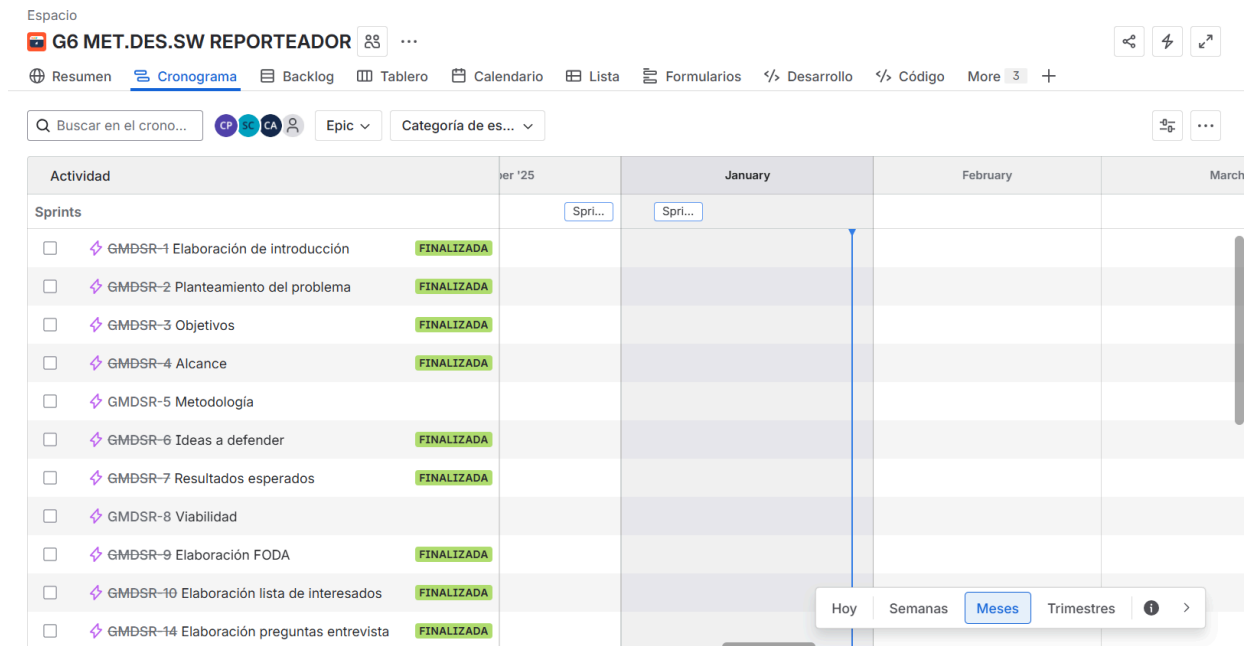 Espacio
G6 MET.DES.SW REPORTEADOR
Resumen Cronograma Backlog Tablero Calendario Lista Formularios Desarrollo Código More 3
Buscar en el crono... CP SC CA Epic Categoría de es...
Actividad ber '25 January February March
Sprints Spri... Spri...
GMDSR-1 Elaboración de introducción FINALIZADA
GMDSR-2 Planteamiento del problema FINALIZADA
GMDSR-3 Objetivos FINALIZADA
GMDSR-4 Alcance FINALIZADA
GMDSR-5 Metodología
GMDSR-6 Ideas a defender FINALIZADA
GMDSR-7 Resultados esperados FINALIZADA
GMDSR-8 Viabilidad
GMDSR-9 Elaboración FODA FINALIZADA
GMDSR-10 Elaboración lista de interesados FINALIZADA
Hoy Semanas Meses Trimestres
GMDSR-14 Elaboración preguntas entrevista FINALIZADA